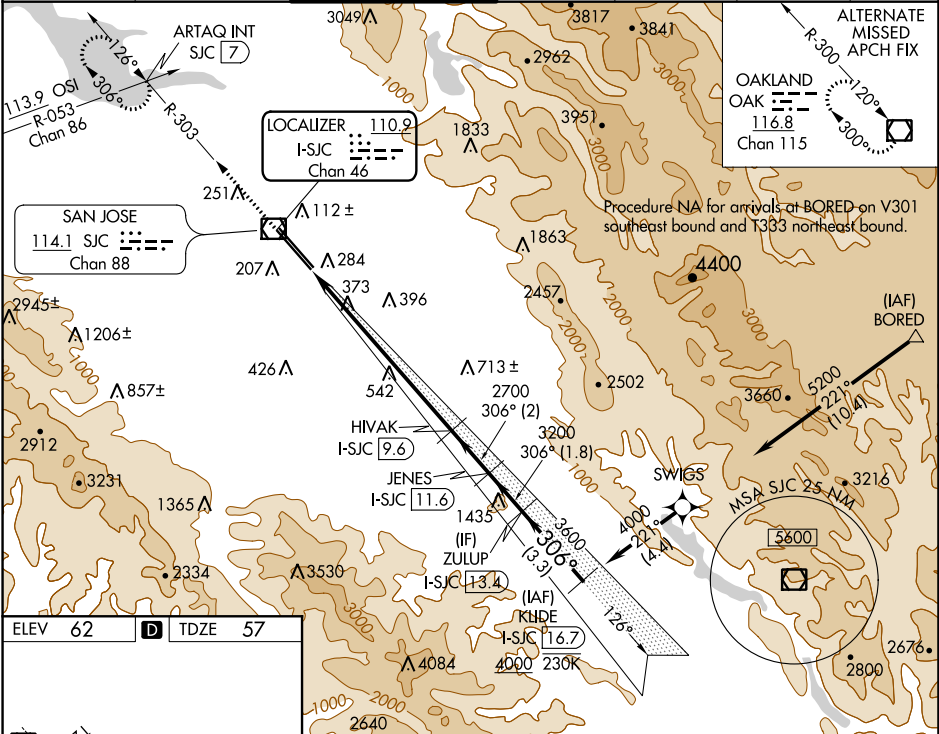 3049
3817
3841
2962
3951
3000
1000
3000
1833
ARTAQ INT
SJC 7
126°
306°
113.9 OSI
R-053
Chan 86
R-303
LOCALIZER 110.9
I-SJC
Chan 46
ALTERNATE
MISSED
APCH FIX
R-300
OAKLAND
OAK
116.8
Chan 115
120°
300°
251
112 ±
SAN JOSE
114.1 SJC
Chan 88
Procedure NA for arrivals at BORED on V301
southeast bound and T333 northeast bound.
1863
284
207
373
396
4400
2457
2000
1000
2000
3000
(IAF)
BORED
2945±
1206±
1000
857±
426
542
713 ±
2502
3660
5200
221°
(10.4)
2700
306° (2)
HIVAK
I-SJC 9.6
3200
306° (1.8)
JENES
I-SJC 11.6
2912
3231
1365
1435
(IF)
ZULUP
I-SJC 13.4
SWIGS
4000
221°
(4.4)
3216
MSA SJC 25 NM
5600
3600
306°
(3.3)
126°
(IAF)
KLIDE
I-SJC 16.7
4000 230K
2334
3530
3000
ELEV 62 D TDZE 57
4084
1000
2000
2640
1000
2800
2676